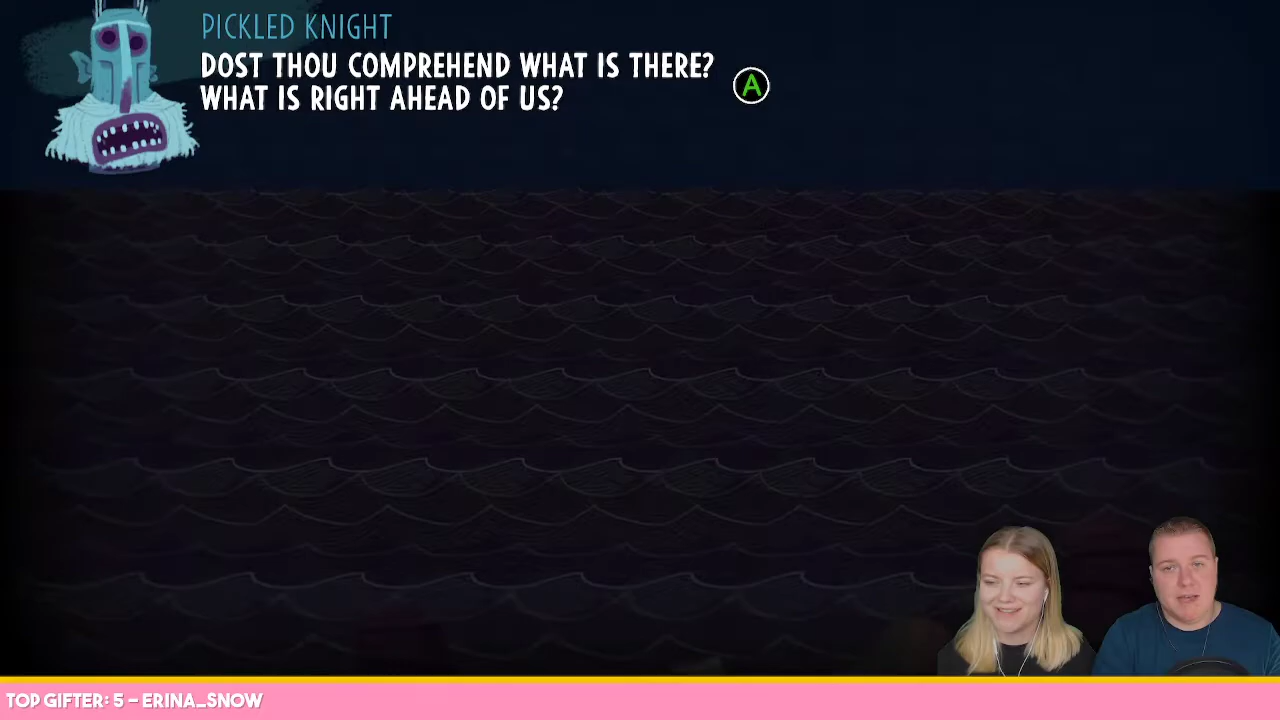 PICKLED KNIGHT
DOST THOU COMPREHEND WHAT IS THERE?
WHAT IS RIGHT AHEAD OF US?
A
TOP GIFTER: 5 - ERINA_SNOW